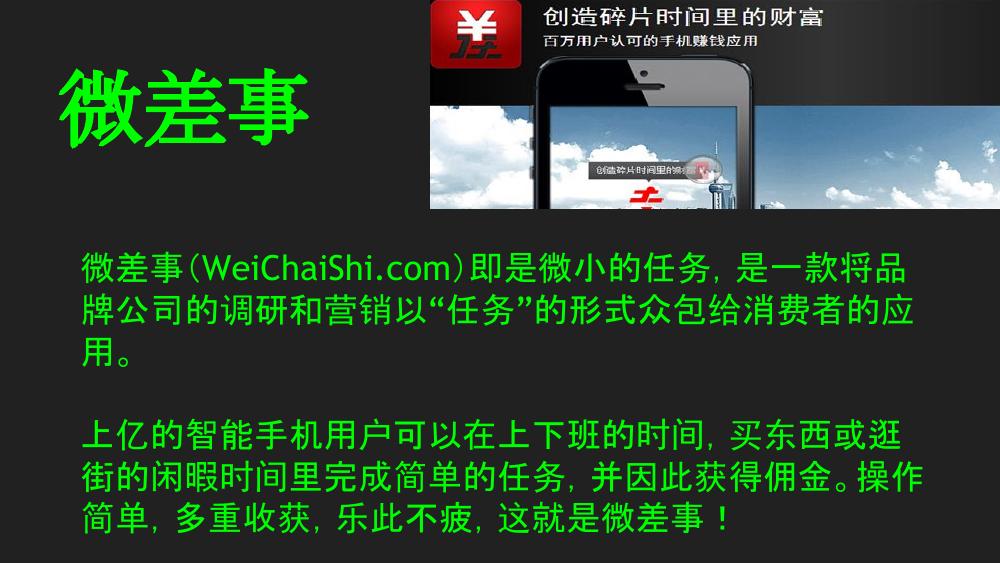 创造碎片时间里的财富
百万用户认可的手机赚钱应用
微差事
创造碎片时间里的财富
微差事(WeiChaiShi.com)即是微小的任务，是一款将品
牌公司的调研和营销以“任务”的形式众包给消费者的应
用。
上亿的智能手机用户可以在上下班的时间，买东西或逛
街的闲暇时间里完成简单的任务，并因此获得佣金。操作
简单，多重收获，乐此不疲，这就是微差事！